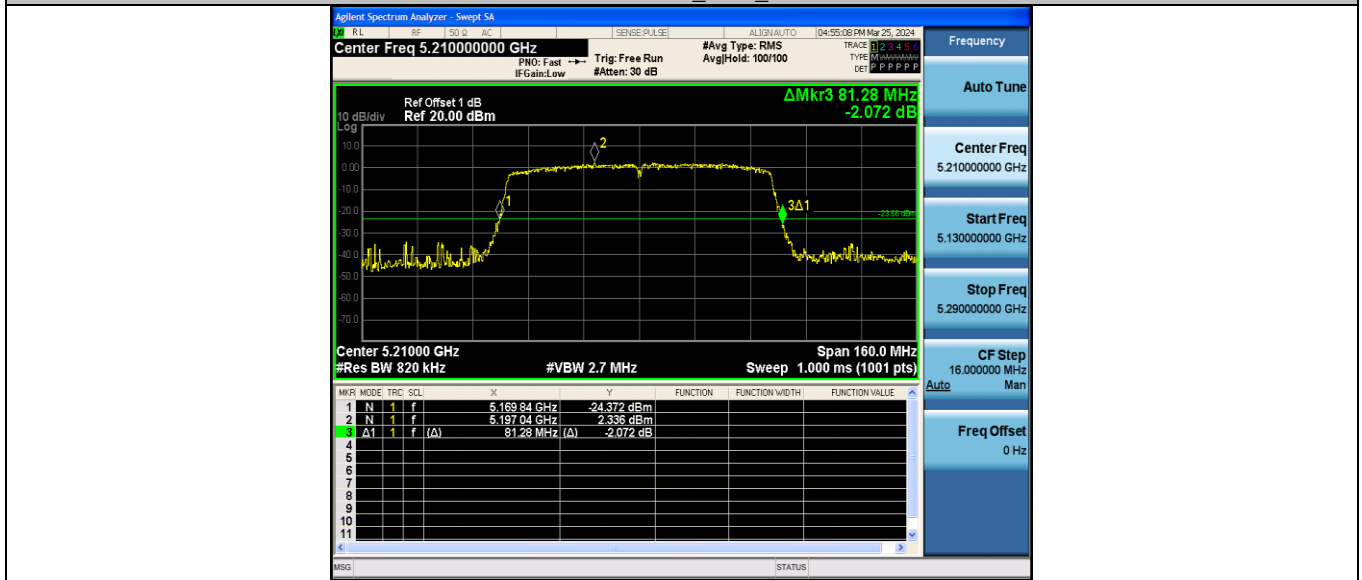 Agilent Spectrum Analyzer - Swept SA
RL RF 50 Ω AC SENSE:PULSE ALIGNAUTO 04:55:08 PM Mar 25, 2024
Center Freq 5.210000000 GHz
PNO: Fast
IFGain:Low
Trig: Free Run
#Atten: 30 dB
#Avg Type: RMS
Avg|Hold: 100/100
TRACE 1 2 3 4 5 6
TYPE M
DET P P P P P P
ΔMkr3 81.28 MHz
-2.072 dB
Ref Offset 1 dB
10 dB/div Ref 20.00 dBm
Log
10.0
0.00
-10.0
-20.0
-30.0
-40.0
-50.0
-60.0
-70.0
1
2
3Δ1
-23.66 dBm
Center 5.21000 GHz Span 160.0 MHz
#Res BW 820 kHz #VBW 2.7 MHz Sweep 1.000 ms (1001 pts)
MKR MODE TRC SCL X Y FUNCTION FUNCTION WIDTH FUNCTION VALUE
1 N 1 f 5.169 84 GHz -24.372 dBm
2 N 1 f 5.197 04 GHz 2.336 dBm
3 Δ1 1 f (Δ) 81.28 MHz (Δ) -2.072 dB
4
5
6
7
8
9
10
11
MSG STATUS
Frequency
Auto Tune
Center Freq
5.210000000 GHz
Start Freq
5.130000000 GHz
Stop Freq
5.290000000 GHz
CF Step
16.000000 MHz
Auto Man
Freq Offset
0 Hz